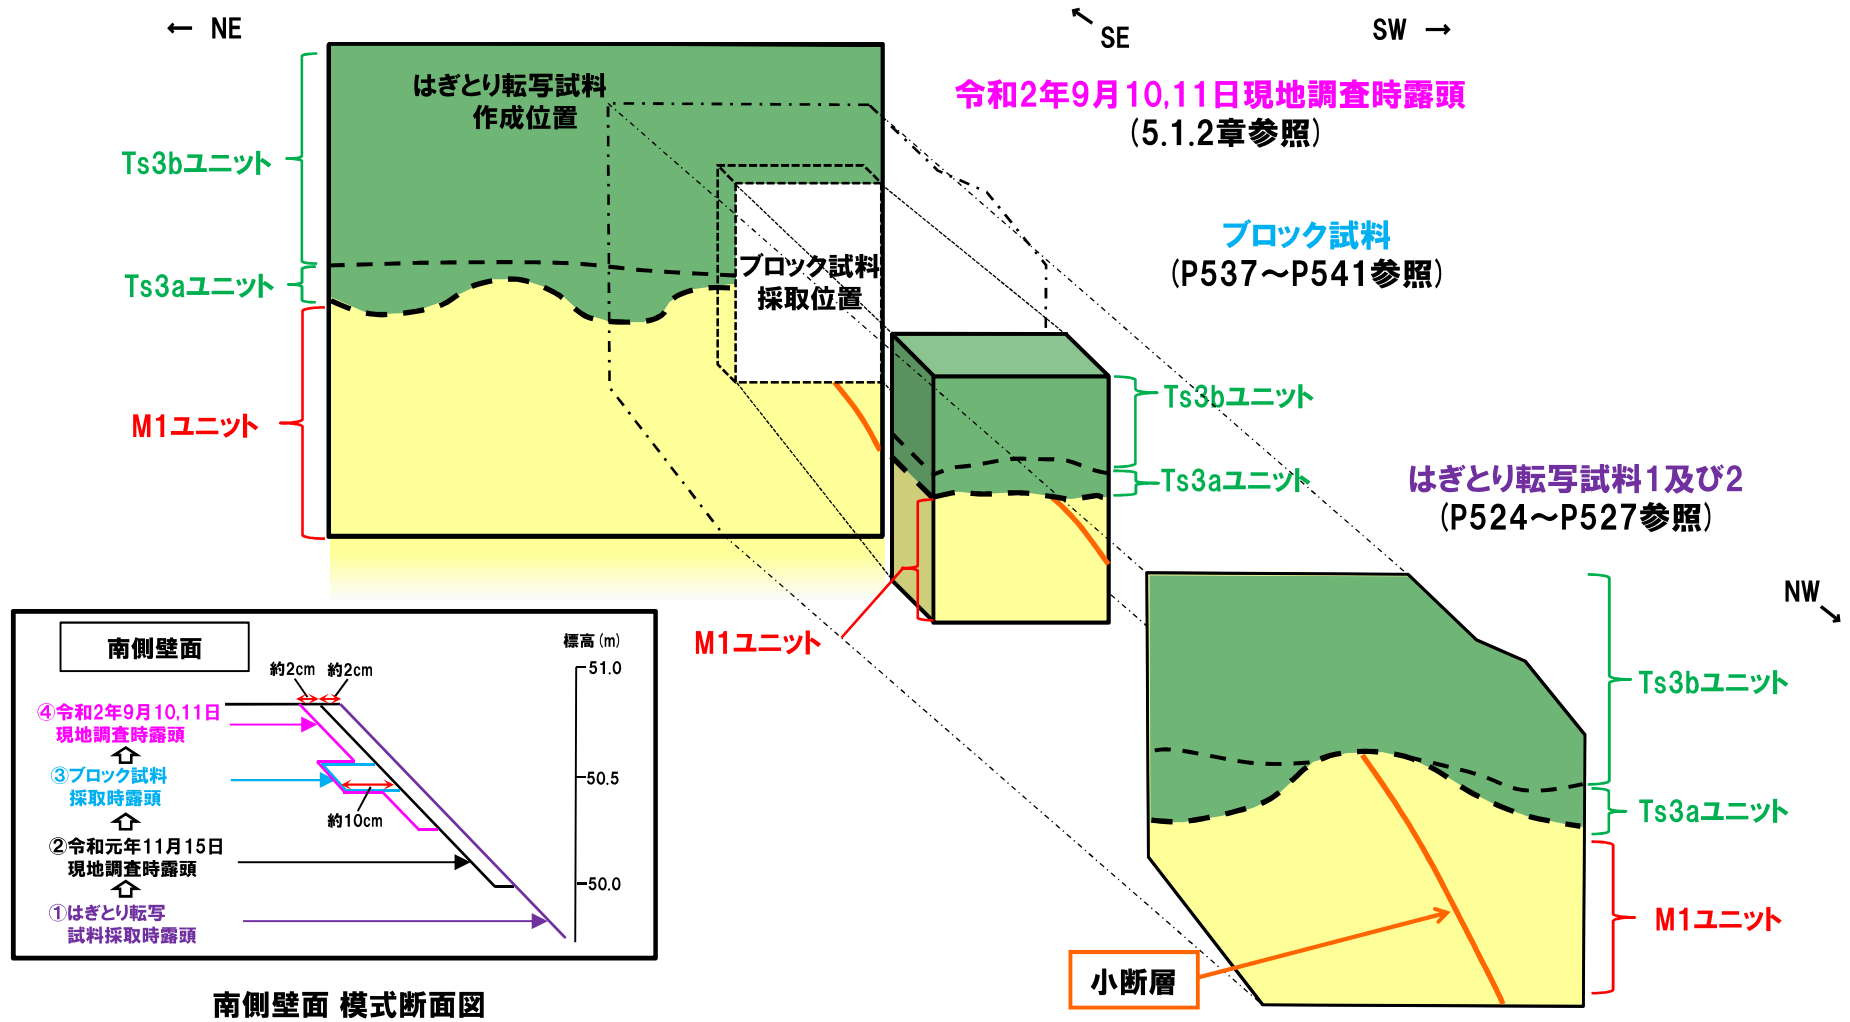 ← NE
SE
SW →
はぎとり転写試料
作成位置
令和2年9月10,11日現地調査時露頭
(5.1.2章参照)
Ts3bユニット
ブロック試料
(P537～P541参照)
ブロック試料
採取位置
Ts3aユニット
M1ユニット
Ts3bユニット
Ts3aユニット
はぎとり転写試料1及び2
(P524～P527参照)
NW
M1ユニット
Ts3bユニット
Ts3aユニット
M1ユニット
小断層
南側壁面
標高(m)
約2cm 約2cm
51.0
④令和2年9月10,11日
現地調査時露頭
③ブロック試料
採取時露頭
50.5
約10cm
②令和元年11月15日
現地調査時露頭
50.0
①はぎとり転写
試料採取時露頭
南側壁面 模式断面図